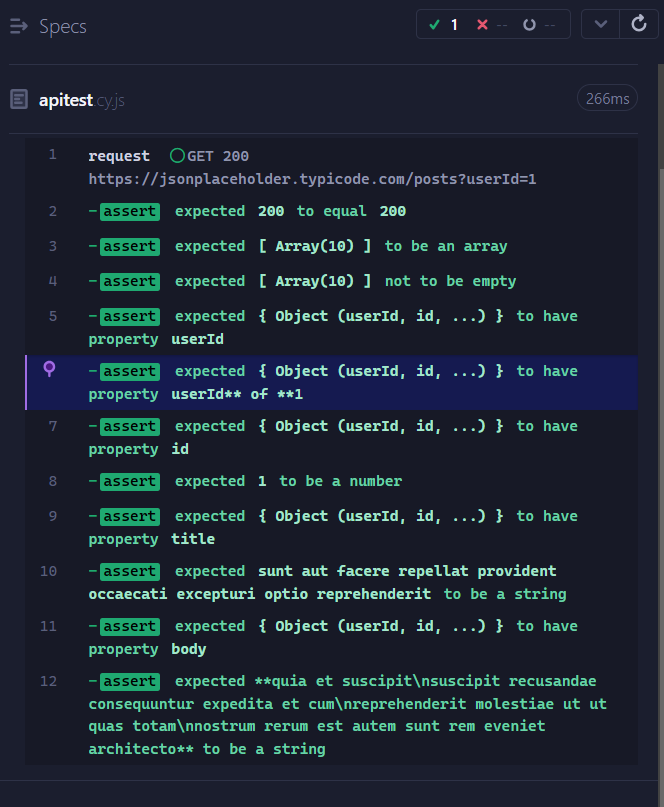 Specs
1 -- --
apitest.cy.js
266ms
1 request GET 200
https://jsonplaceholder.typicode.com/posts?userId=1
2 -assert expected 200 to equal 200
3 -assert expected [ Array(10) ] to be an array
4 -assert expected [ Array(10) ] not to be empty
5 -assert expected { Object (userId, id, ...) } to have
property userId
-assert expected { Object (userId, id, ...) } to have
property userId** of **1
7 -assert expected { Object (userId, id, ...) } to have
property id
8 -assert expected 1 to be a number
9 -assert expected { Object (userId, id, ...) } to have
property title
10 -assert expected sunt aut facere repellat provident
occaecati excepturi optio reprehenderit to be a string
11 -assert expected { Object (userId, id, ...) } to have
property body
12 -assert expected **quia et suscipit\nsuscipit recusandae
consequuntur expedita et cum\nreprehenderit molestiae ut ut
quas totam\nnostrum rerum est autem sunt rem eveniet
architecto** to be a string